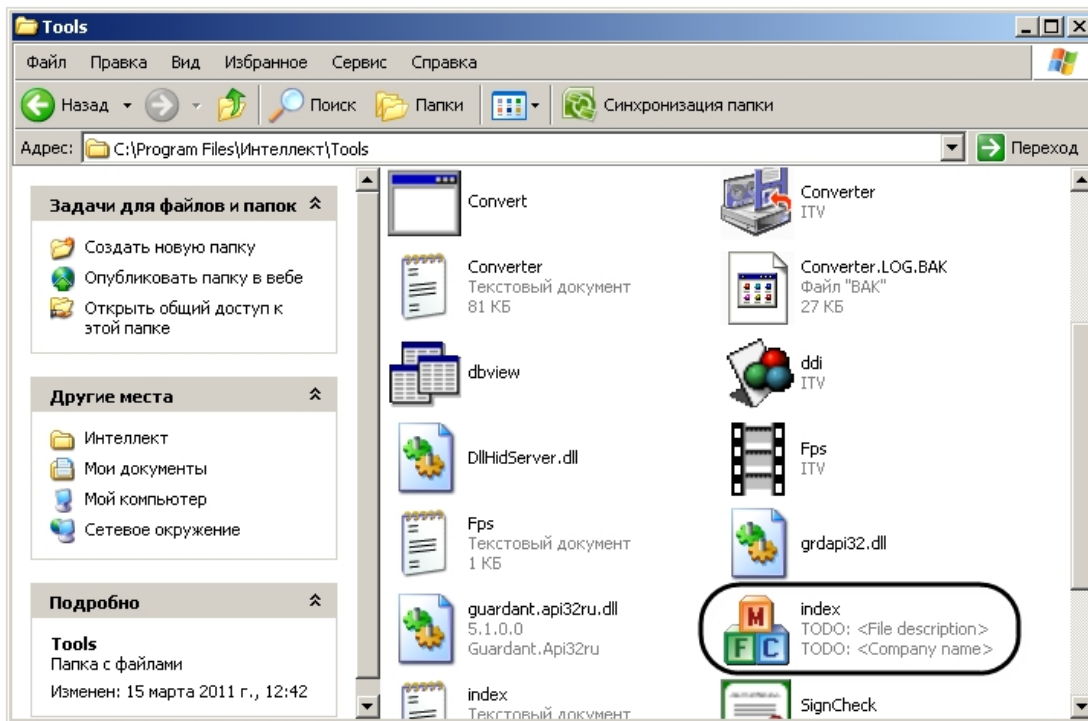 Tools
Файл Правка Вид Избранное Сервис Справка
Назад Поиск Папки Синхронизация папки
Адрес: C:\Program Files\Интеллект\Tools Переход
Задачи для файлов и папок
Создать новую папку
Опубликовать папку в вебе
Открыть общий доступ к
этой папке
Другие места
Интеллект
Мои документы
Мой компьютер
Сетевое окружение
Подробно
Tools
Папка с файлами
Изменен: 15 марта 2011 г., 12:42
Convert
Converter
ITV
Converter
Текстовый документ
81 КБ
Converter.LOG.BAK
Файл "BAK"
27 КБ
dbview
ddi
ITV
DllHidServer.dll
Fps
ITV
Fps
Текстовый документ
1 КБ
grdapi32.dll
guardant.api32ru.dll
5.1.0.0
Guardant.Api32ru
M
F C
index
TODO: <File description>
TODO: <Company name>
index
Текстовый документ
SignCheck